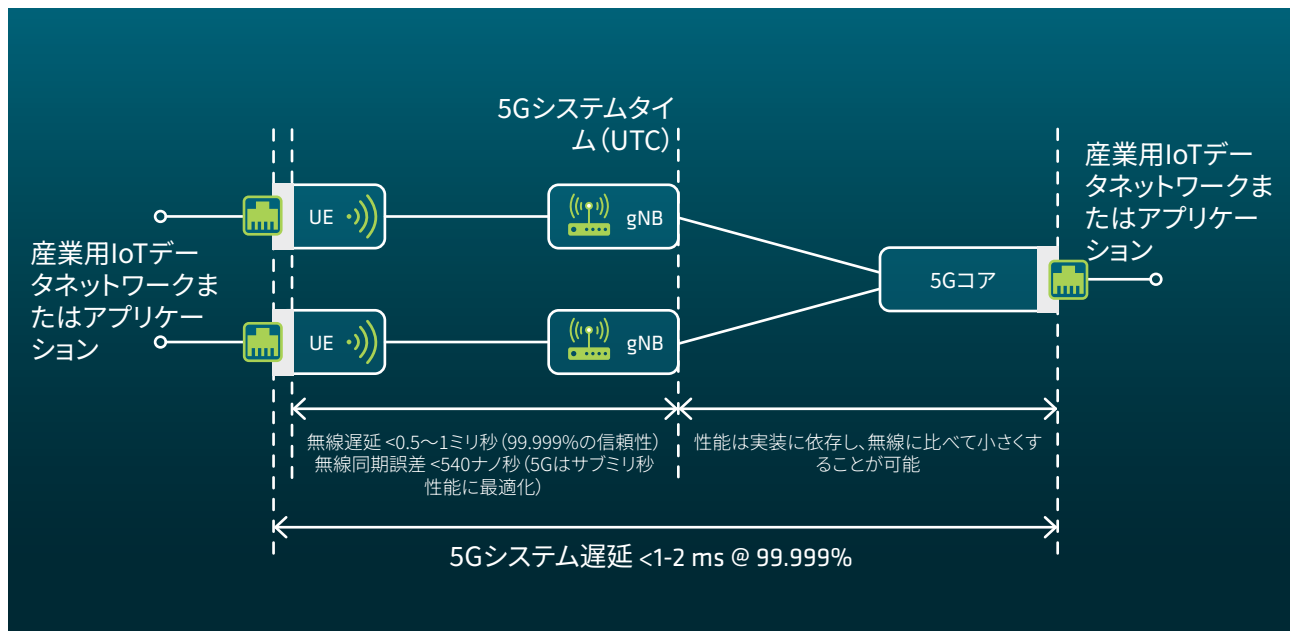 5Gシステムタイ
ム（UTC）
産業用IoTデー
タネットワークま
たはアプリケー
ション
UE
gNB
産業用IoTデー
タネットワークま
たはアプリケー
ション
5Gコア
UE
gNB
無線遅延 <0.5～1ミリ秒（99.999%の信頼性）
無線同期誤差 <540ナノ秒（5Gはサブミリ秒
性能に最適化）
性能は実装に依存し、無線に比べて小さくす
ることが可能
5Gシステム遅延 <1-2 ms @ 99.999%